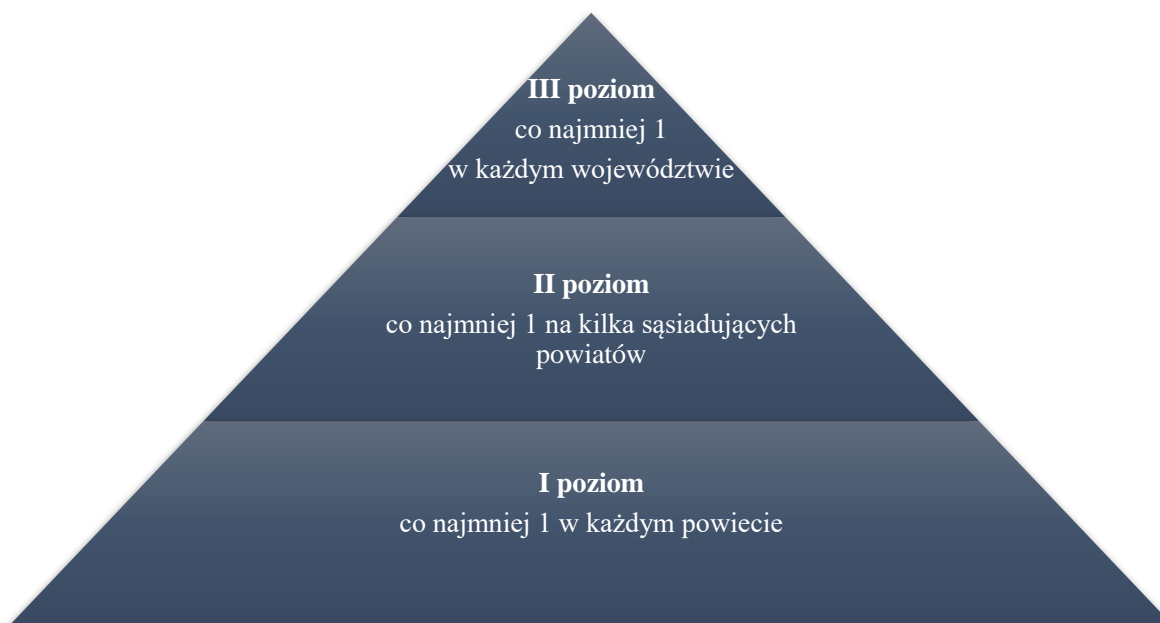 III poziom
co najmniej 1
w każdym województwie
II poziom
co najmniej 1 na kilka sąsiadujących
powiatów
I poziom
co najmniej 1 w każdym powiecie